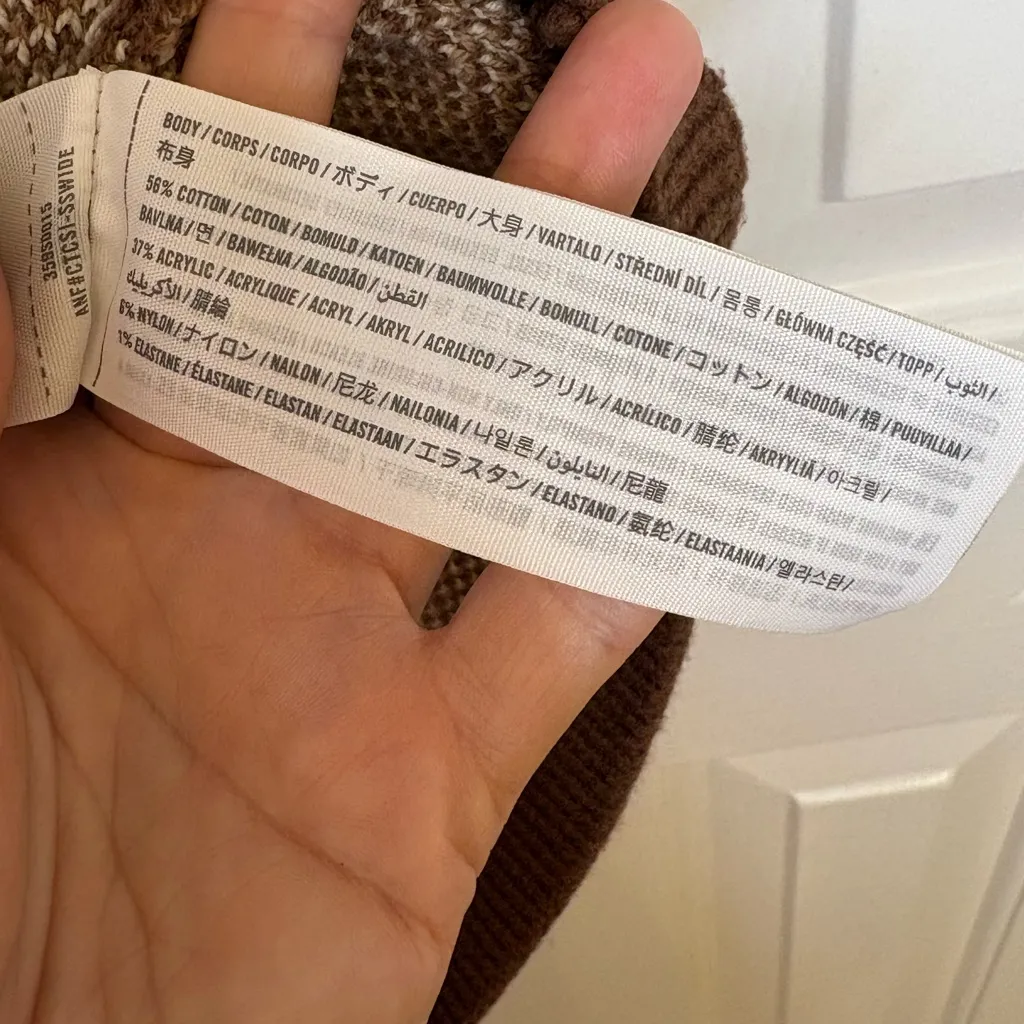 BODY / CORPS / CORPO / ボディ / CUERPO / 大身 / VARTALO / STŘEDNÍ DÍL / 몸통 / GŁÓWNA CZĘŚĆ / TOPP / الثوب /
布身
56% COTTON / COTON / BOMULD / KATOEN / BAUMWOLLE / BOMULL / COTONE / コットン / ALGODÓN / 棉 / PUUVILLAA /
BAVLNA / 면 / BAWEŁNA / ALGODÃO / القطن
37% ACRYLIC / ACRYLIQUE / ACRYL / AKRYL / ACRILICO / アクリル / ACRÍLICO / 腈纶 / AKRYYLIÄ / 아크릴 /
الأكريليك / 腈綸
6% NYLON / ナイロン / NAILON / 尼龙 / NAILONIA / 나일론 / النايلون / 尼龍
1% ELASTANE / ÉLASTANE / ELASTAN / ELASTAAN / エラスタン / ELASTANO / 氨纶 / ELASTAANIA / 엘라스탄 /
ANF#CTCSI-SSWIDE